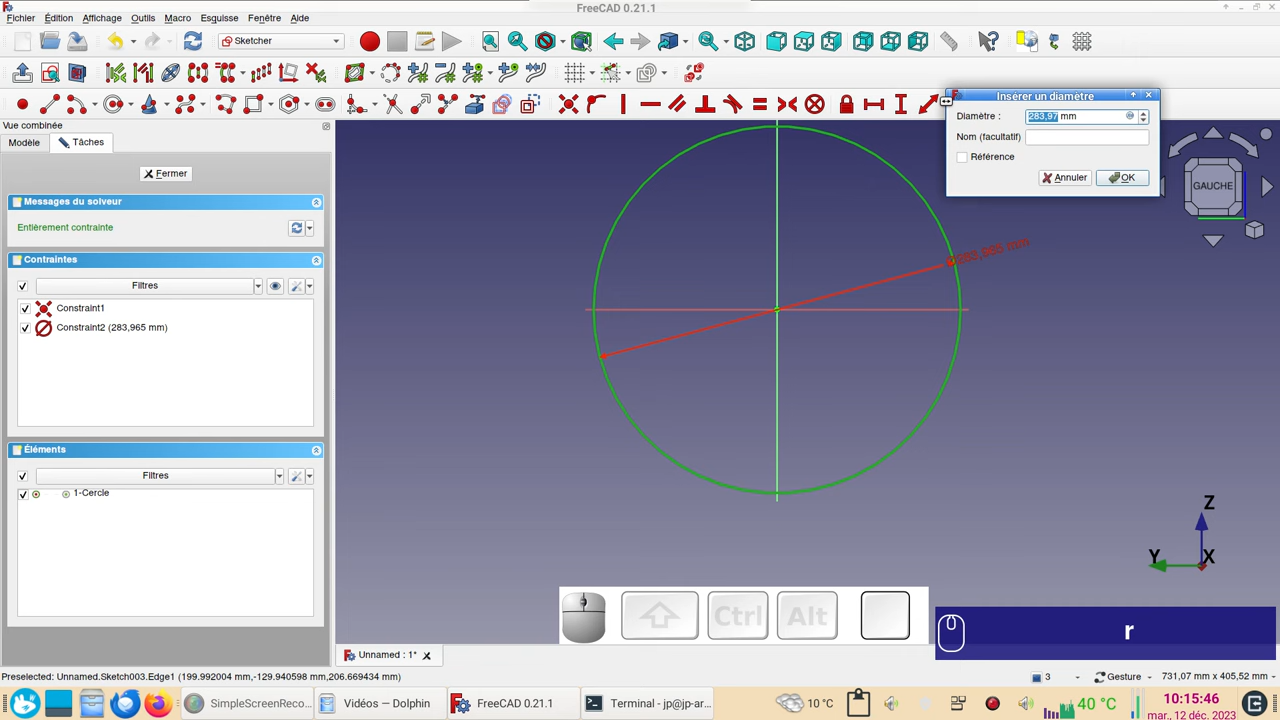 FreeCAD 0.21.1
Fichier Édition Affichage Outils Macro Esquisse Fenêtre Aide
Sketcher
Vue combinée
Modèle Tâches
Fermer
Messages du solveur
Entièrement contrainte
Contraintes
Filtres
Constraint1
Constraint2 (283,965 mm)
Éléments
Filtres
1-Cercle
Insérer un diamètre
Diamètre : 283,97 mm
Nom (facultatif)
Référence
Annuler OK
GAUCHE
283,965 mm
Z
Y X
Ctrl Alt
r
Unnamed : 1*
Preselected: Unnamed.Sketch003.Edge1 (199.992004 mm,-129.940598 mm,206.669434 mm) 3 Gesture 731,07 mm x 405,52 mm
SimpleScreenReco... Vidéos — Dolphin FreeCAD 0.21.1 Terminal - jp@jp-ar... 10 °C 40 °C 10:15:46
mar., 12 déc. 2023